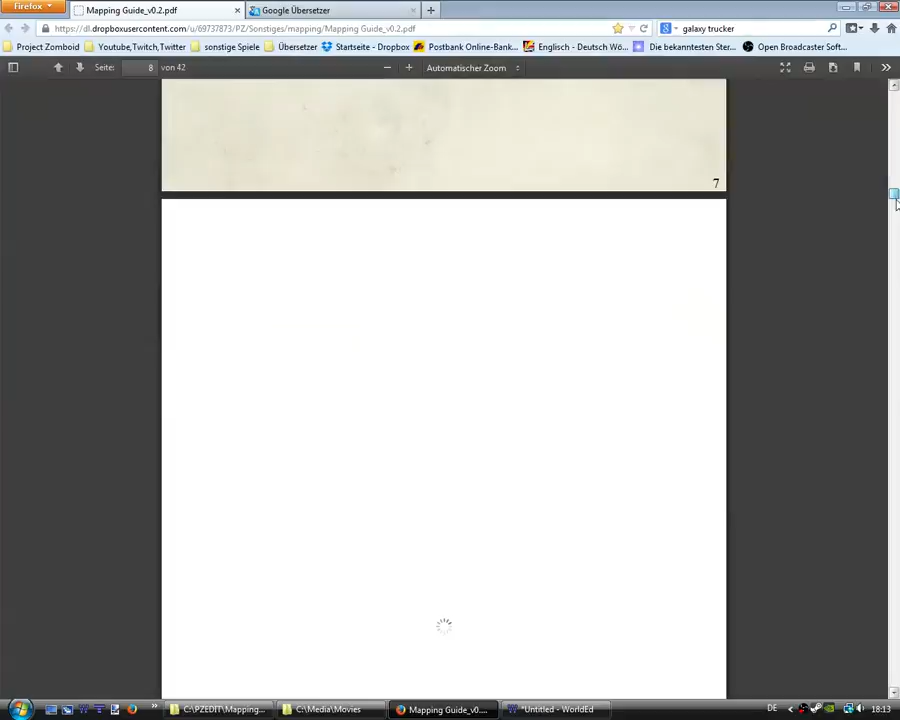 Firefox
Mapping Guide_v0.2.pdf
Google Übersetzer
https://dl.dropboxusercontent.com/u/69737873/PZ/Sonstiges/mapping/Mapping Guide_v0.2.pdf
galaxy trucker
Project Zomboid
Youtube,Twitch,Twitter
sonstige Spiele
Übersetzer
Startseite - Dropbox
Postbank Online-Bank...
Englisch - Deutsch Wö...
Die bekanntesten Ster...
Open Broadcaster Soft...
Seite: 8 von 42
Automatischer Zoom
7
C:\PZEDIT\Mapping...
C:\Media\Movies
Mapping Guide_v0....
*Untitled - WorldEd
DE
18:13